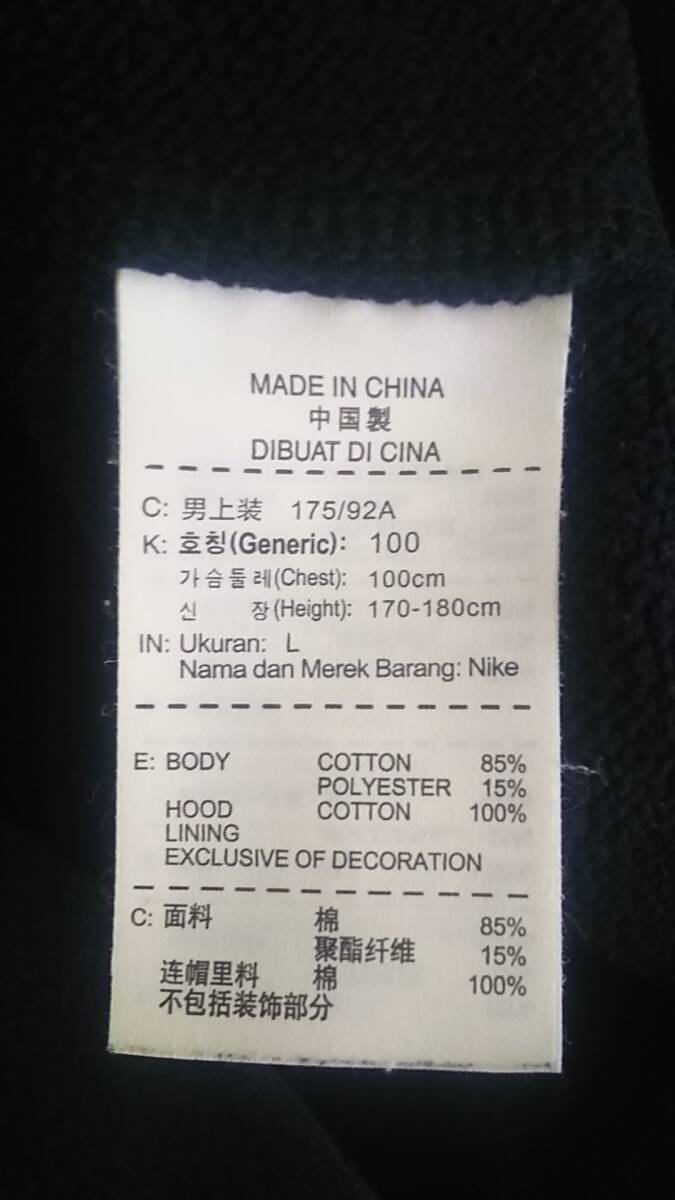 MADE IN CHINA
中国製
DIBUAT DI CINA
C: 男上装 175/92A
K: 호칭(Generic): 100
가슴둘레(Chest): 100cm
신 장(Height): 170-180cm
IN: Ukuran: L
Nama dan Merek Barang: Nike
E: BODY COTTON 85%
POLYESTER 15%
HOOD COTTON 100%
LINING
EXCLUSIVE OF DECORATION
C: 面料 棉 85%
聚酯纤维 15%
连帽里料 棉 100%
不包括装饰部分